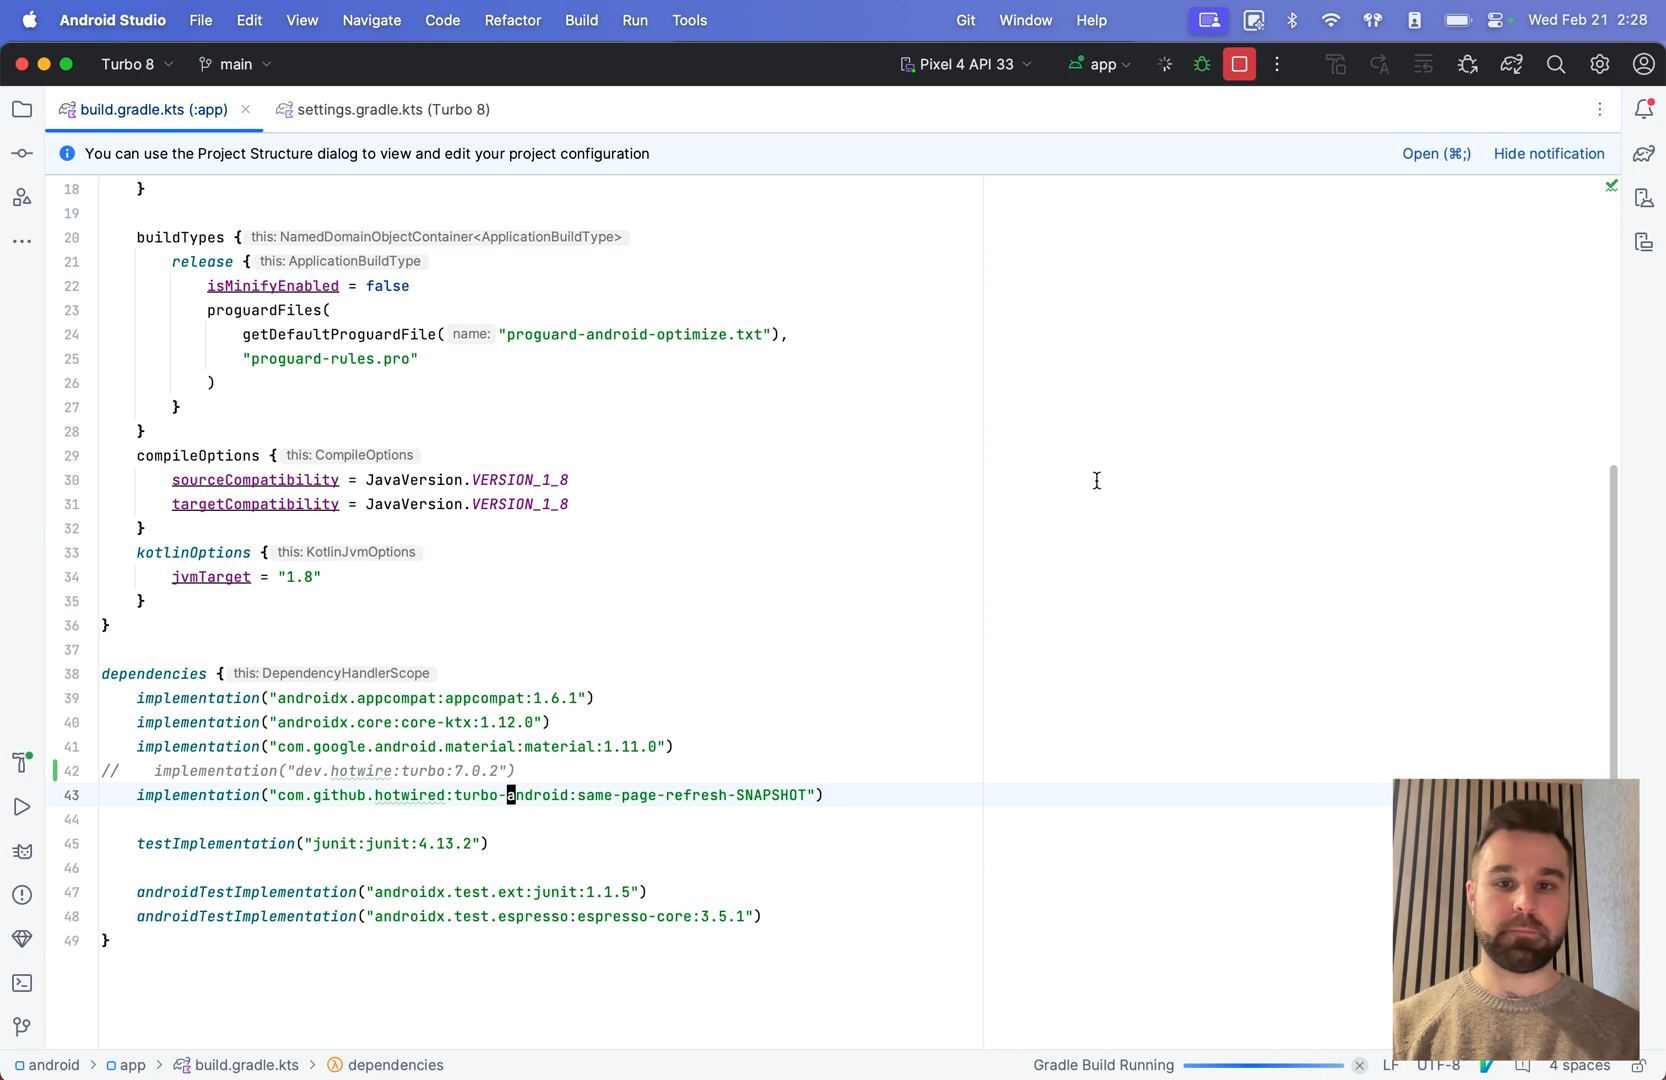 Android Studio File Edit View Navigate Code Refactor Build Run Tools Git Window Help Wed Feb 21 2:28
Turbo 8 main Pixel 4 API 33 app
build.gradle.kts (:app) settings.gradle.kts (Turbo 8)
You can use the Project Structure dialog to view and edit your project configuration Open (⌘;) Hide notification
18 }
19
20 buildTypes { this: NamedDomainObjectContainer<ApplicationBuildType>
21 release { this: ApplicationBuildType
22 isMinifyEnabled = false
23 proguardFiles(
24 getDefaultProguardFile( name: "proguard-android-optimize.txt"),
25 "proguard-rules.pro"
26 )
27 }
28 }
29 compileOptions { this: CompileOptions
30 sourceCompatibility = JavaVersion.VERSION_1_8
31 targetCompatibility = JavaVersion.VERSION_1_8
32 }
33 kotlinOptions { this: KotlinJvmOptions
34 jvmTarget = "1.8"
35 }
36 }
37
38 dependencies { this: DependencyHandlerScope
39 implementation("androidx.appcompat:appcompat:1.6.1")
40 implementation("androidx.core:core-ktx:1.12.0")
41 implementation("com.google.android.material:material:1.11.0")
42 // implementation("dev.hotwire:turbo:7.0.2")
43 implementation("com.github.hotwired:turbo-android:same-page-refresh-SNAPSHOT")
44
45 testImplementation("junit:junit:4.13.2")
46
47 androidTestImplementation("androidx.test.ext:junit:1.1.5")
48 androidTestImplementation("androidx.test.espresso:espresso-core:3.5.1")
49 }
android > app > build.gradle.kts > dependencies Gradle Build Running LF UTF-8 4 spaces